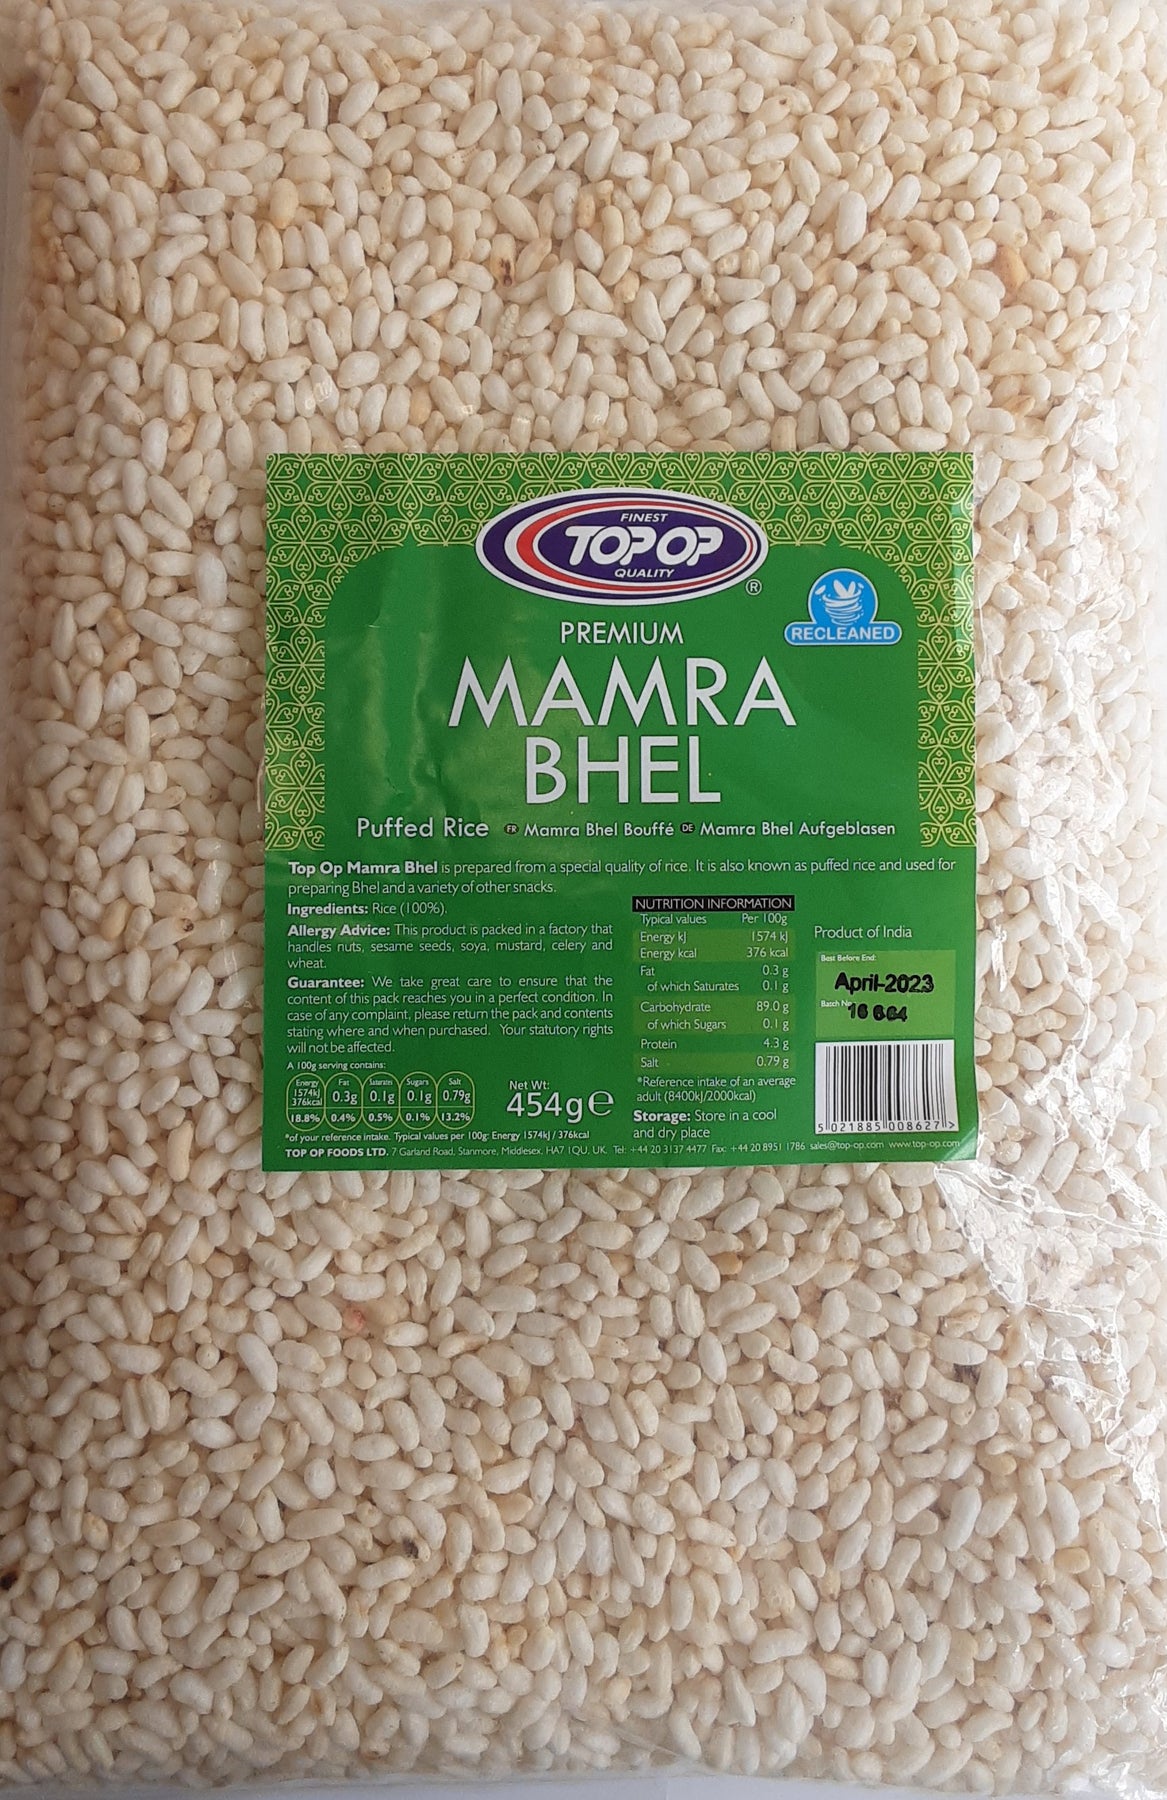 FINEST
TOP OP
QUALITY
®
RECLEANED
PREMIUM
MAMRA
BHEL
Puffed Rice FR Mamra Bhel Bouffé DE Mamra Bhel Aufgeblasen
Top Op Mamra Bhel is prepared from a special quality of rice. It is also known as puffed rice and used for
preparing Bhel and a variety of other snacks.
Ingredients: Rice (100%).
Allergy Advice: This product is packed in a factory that
handles nuts, sesame seeds, soya, mustard, celery and
wheat.
Guarantee: We take great care to ensure that the
content of this pack reaches you in a perfect condition. In
case of any complaint, please return the pack and contents
stating where and when purchased. Your statutory rights
will not be affected.
A 100g serving contains:
Energy Fat Saturates Sugars Salt
1574kJ
376kcal 0.3g 0.1g 0.1g 0.79g
18.8% 0.4% 0.5% 0.1% 13.2%
*of your reference intake. Typical values per 100g: Energy 1574kJ / 376kcal
Net Wt:
454g e
NUTRITION INFORMATION
Typical values Per 100g
Energy kJ 1574 kJ
Energy kcal 376 kcal
Fat 0.3 g
of which Saturates 0.1 g
Carbohydrate 89.0 g
of which Sugars 0.1 g
Protein 4.3 g
Salt 0.79 g
*Reference intake of an average
adult (8400kJ/2000kcal)
Storage: Store in a cool
and dry place
Product of India
Best Before End:
April-2023
Batch No
5 021885 008627 >
TOP OP FOODS LTD. 7 Garland Road, Stanmore, Middlesex, HA7 1QU, UK. Tel: +44 20 3137 4477 Fax: +44 20 8951 1786 sales@top-op.com www.top-op.com